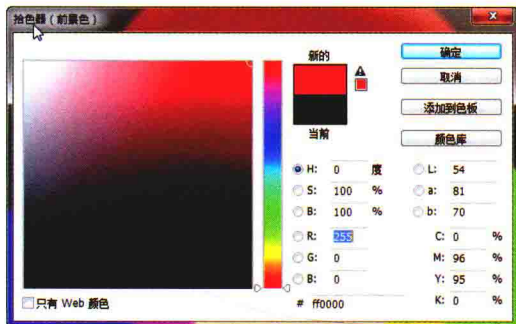 拾色器（前景色）
新的
当前
确定
取消
添加到色板
颜色库
H: 0 度
S: 100 %
B: 100 %
R: 255
G: 0
B: 0
L: 54
a: 81
b: 70
C: 0 %
M: 96 %
Y: 95 %
K: 0 %
# ff0000
只有 Web 颜色